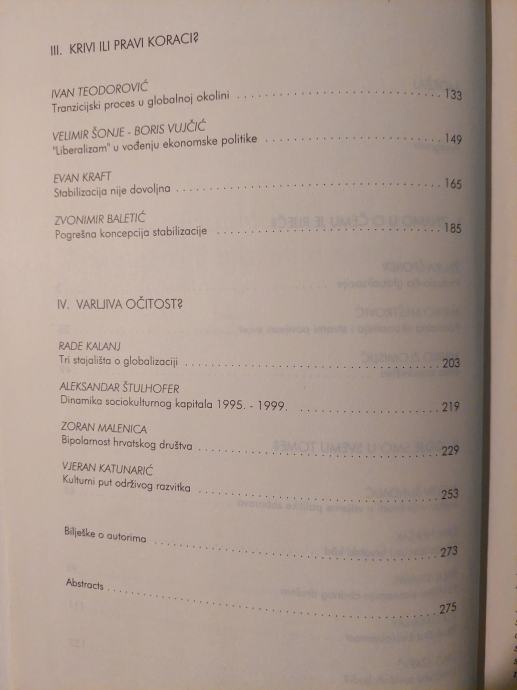 III. KRIVI ILI PRAVI KORACI?
IVAN TEODOROVIĆ
Tranzicijski proces u globalnoj okolini 133
VELIMIR ŠONJE - BORIS VUJČIĆ
"Liberalizam" u vođenju ekonomske politike 149
EVAN KRAFT
Stabilizacija nije dovoljna 165
ZVONIMIR BALETIĆ
Pogrešna koncepcija stabilizacije 185
IV. VARLJIVA OČITOST?
RADE KALANJ
Tri stajališta o globalizaciji 203
ALEKSANDAR ŠTULHOFER
Dinamika sociokulturnog kapitala 1995. - 1999. 219
ZORAN MALENICA
Bipolarnost hrvatskog društva 229
VJERAN KATUNARIĆ
Kulturni put održivog razvitka 253
Bilješke o autorima 273
Abstracts 275